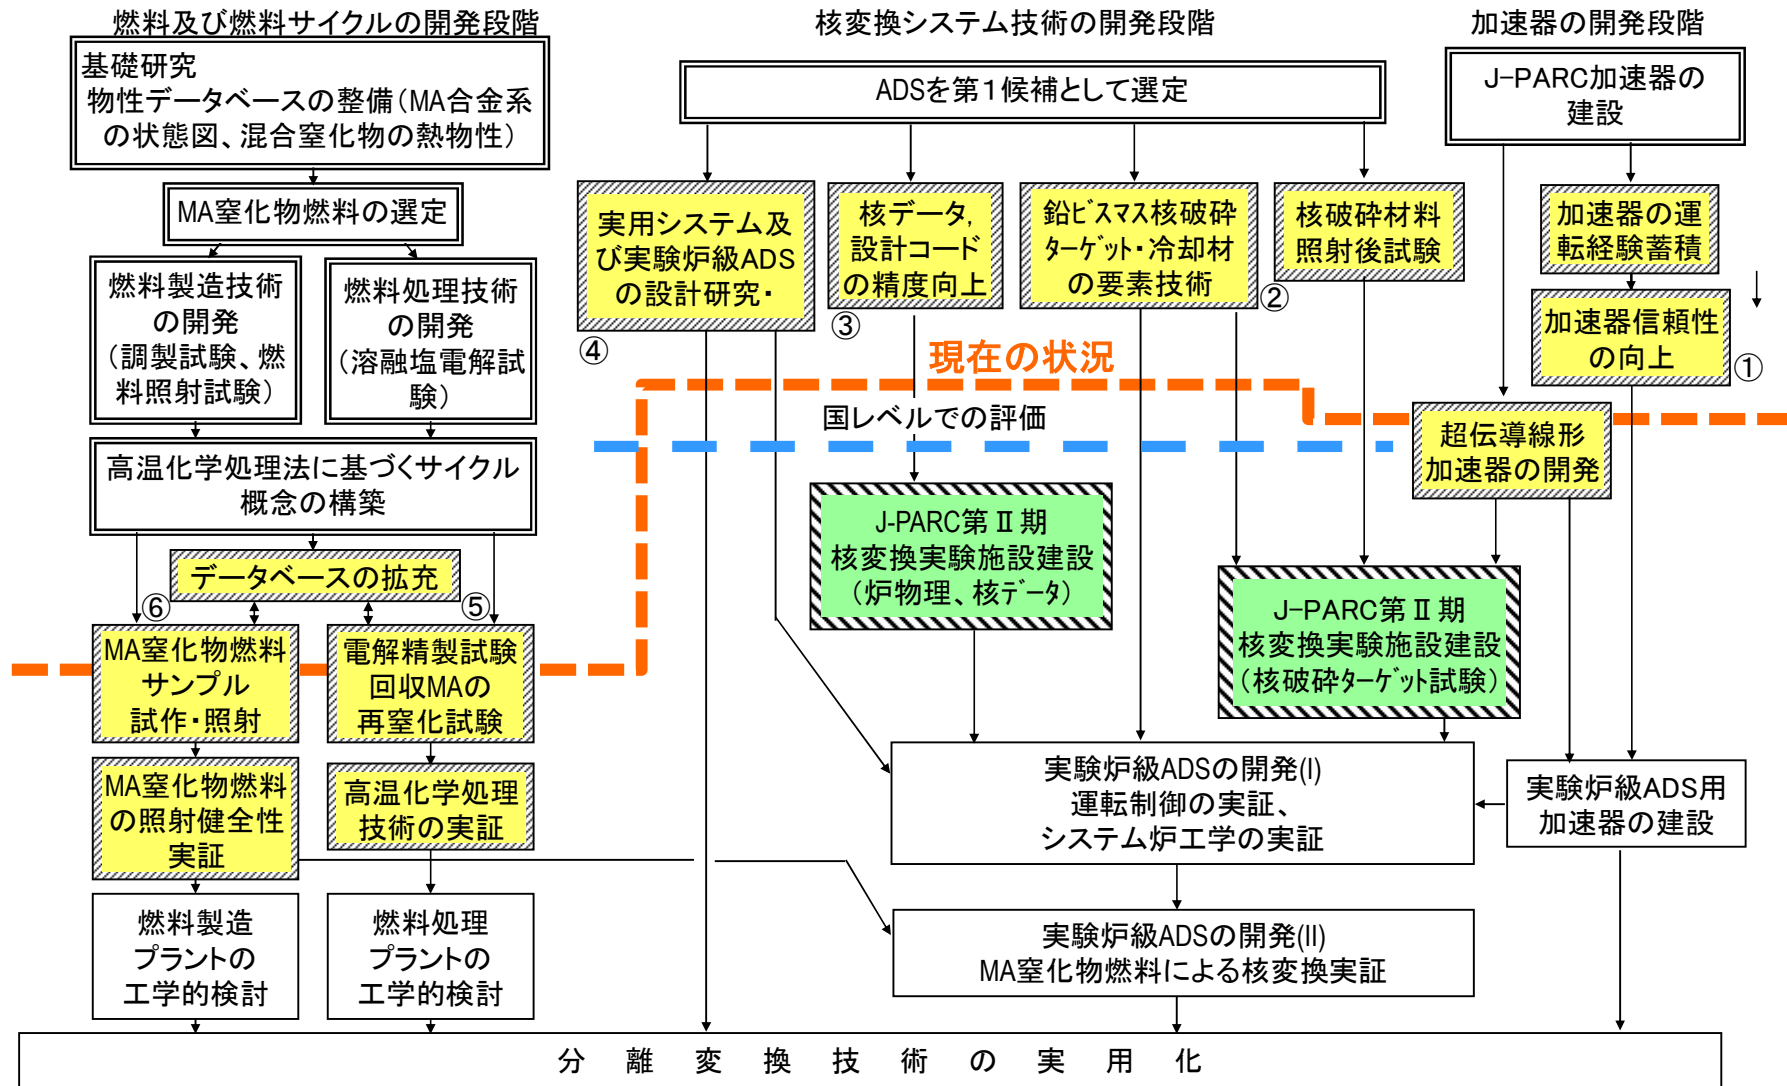 燃料及び燃料サイクルの開発段階
基礎研究
物性データベースの整備(MA合金系
の状態図、混合窒化物の熱物性)
MA窒化物燃料の選定
燃料製造技術
の開発
(調製試験、燃
料照射試験)
燃料処理技術
の開発
(溶融塩電解試
験)
高温化学処理法に基づくサイクル
概念の構築
データベースの拡充
⑥
⑤
MA窒化物燃料
サンプル
試作・照射
電解精製試験
回収MAの
再窒化試験
MA窒化物燃料
の照射健全性
実証
高温化学処理
技術の実証
燃料製造
プラントの
工学的検討
燃料処理
プラントの
工学的検討
核変換システム技術の開発段階
ADSを第1候補として選定
実用システム及
び実験炉級ADS
の設計研究・
④
核データ,
設計コード
の精度向上
③
鉛ビスマス核破砕
ターゲット・冷却材
の要素技術
②
核破砕材料
照射後試験
現在の状況
国レベルでの評価
J-PARC第Ⅱ期
核変換実験施設建設
(炉物理、核データ)
J-PARC第Ⅱ期
核変換実験施設建設
(核破砕ターゲット試験)
実験炉級ADSの開発(I)
運転制御の実証、
システム炉工学の実証
実験炉級ADSの開発(II)
MA窒化物燃料による核変換実証
加速器の開発段階
J-PARC加速器の
建設
加速器の運
転経験蓄積
加速器信頼性
の向上
①
超伝導線形
加速器の開発
実験炉級ADS用
加速器の建設
分離変換技術の実用化